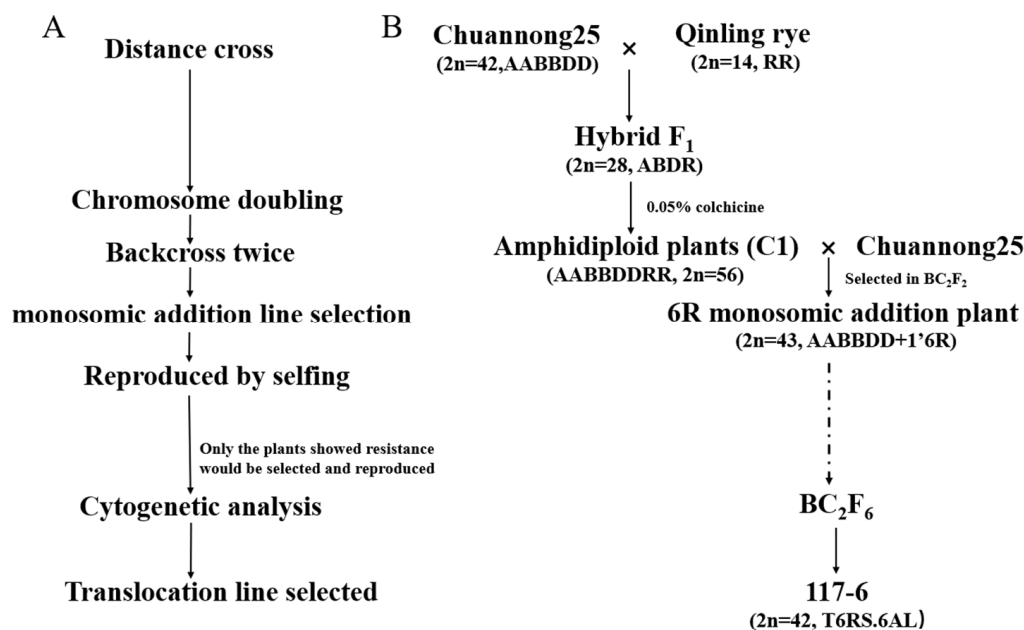 A
Distance cross
Chromosome doubling
Backcross twice
monosomic addition line selection
Reproduced by selfing
Only the plants showed resistance
would be selected and reproduced
Cytogenetic analysis
Translocation line selected
B
Chuannong25 × Qinling rye
(2n=42,AABBDD) (2n=14, RR)
Hybrid F₁
(2n=28, ABDR)
0.05% colchicine
Amphidiploid plants (C1) × Chuannong25
(AABBDDRR, 2n=56)
Selected in BC₂F₂
6R monosomic addition plant
(2n=43, AABBDD+1’6R)
BC₂F₆
117-6
(2n=42, T6RS.6AL)